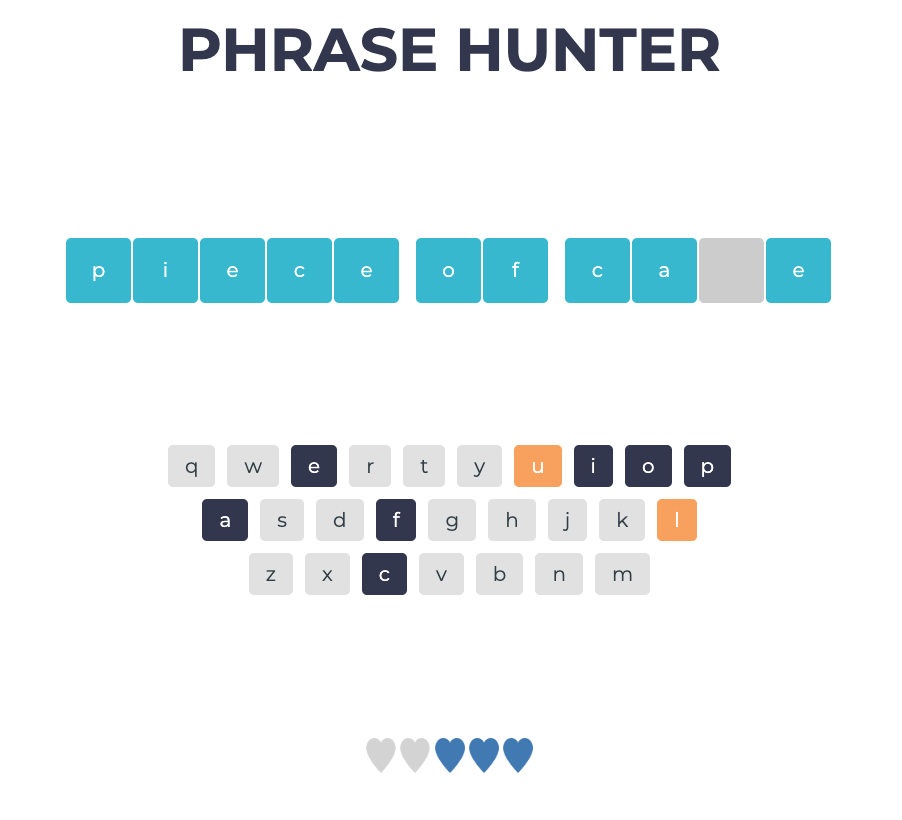 PHRASE HUNTER
p i e c e o f c a e
q w e r t y u i o p
a s d f g h j k l
z x c v b n m